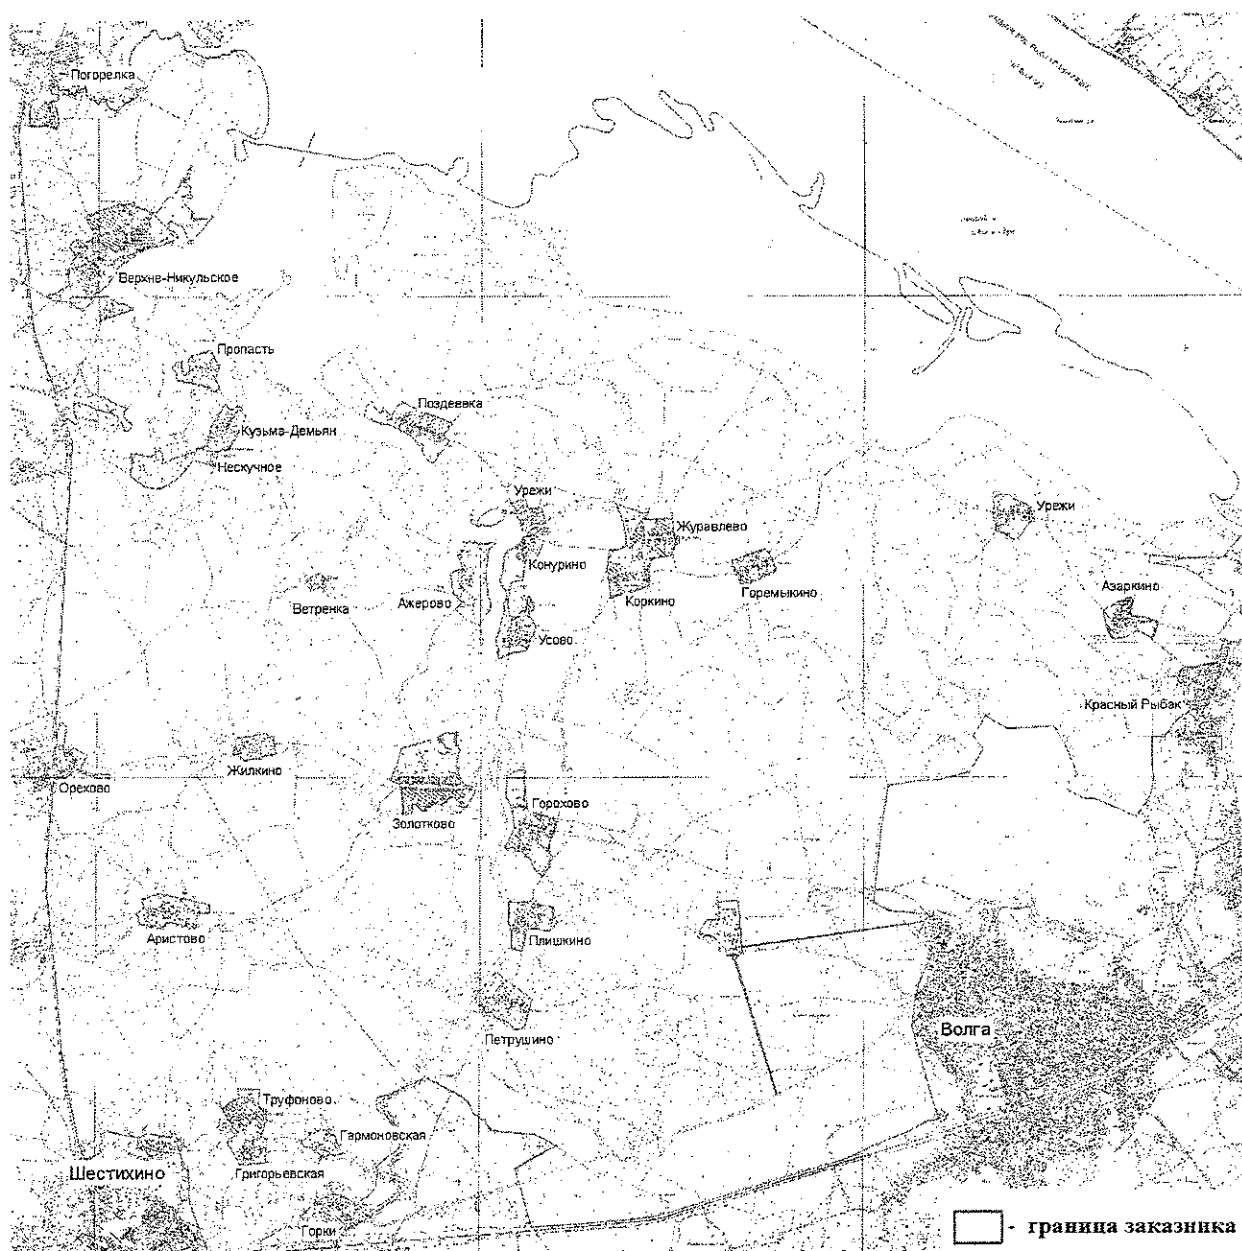 Погорелка
Верхне-Никульское
Пропасть
Поздеевка
Кузьма-Демьян
Нескучное
Урежи
Журавлево
Урежи
Конурино
Ветренка
Ажерово
Коркино
Горемыкино
Азаркино
Усово
Красный Рыбак
Жилкино
Орехово
Горохово
Золотково
Аристово
Плишкино
Волга
Петрушино
Труфоново
Гармоновская
Шестихино
Григорьевская
Горки
- граница заказника